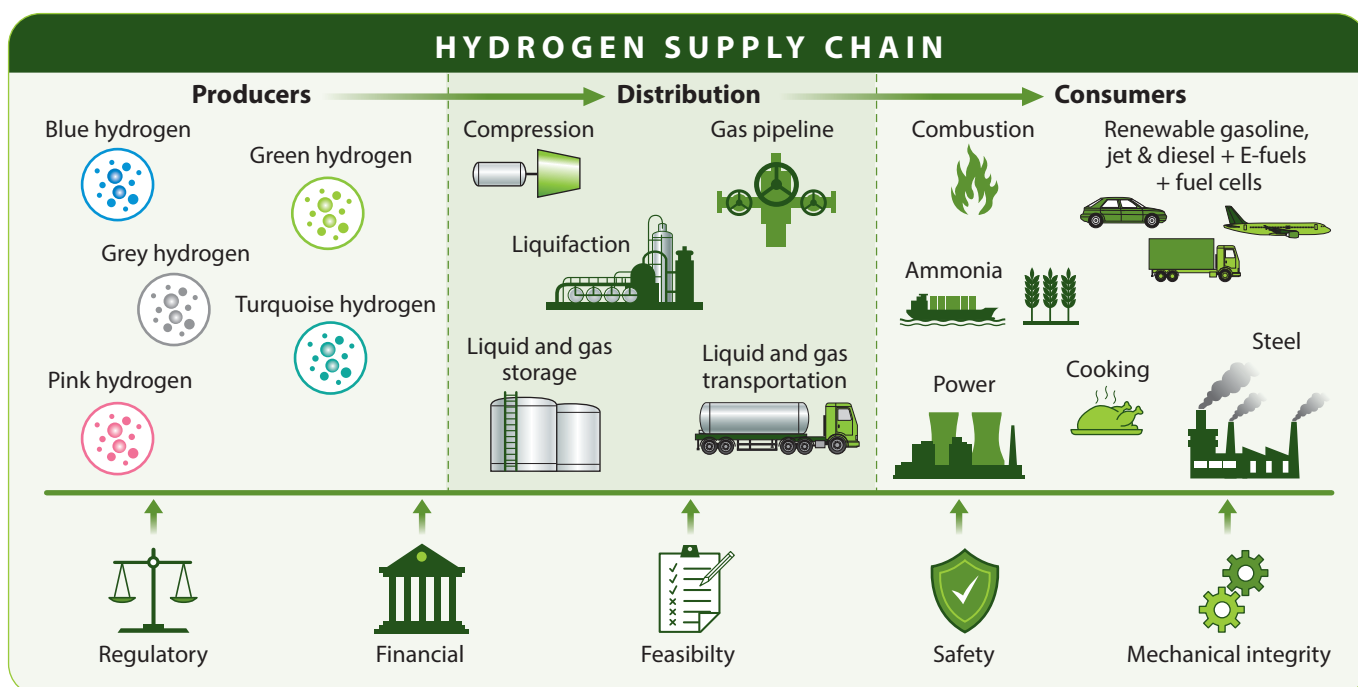 HYDROGEN SUPPLY CHAIN
Producers
Distribution
Consumers
Blue hydrogen
Green hydrogen
Grey hydrogen
Turquoise hydrogen
Pink hydrogen
Compression
Gas pipeline
Liquifaction
Liquid and gas
storage
Liquid and gas
transportation
Combustion
Renewable gasoline,
jet & diesel + E-fuels
+ fuel cells
Ammonia
Steel
Power
Cooking
Regulatory
Financial
Feasibilty
Safety
Mechanical integrity